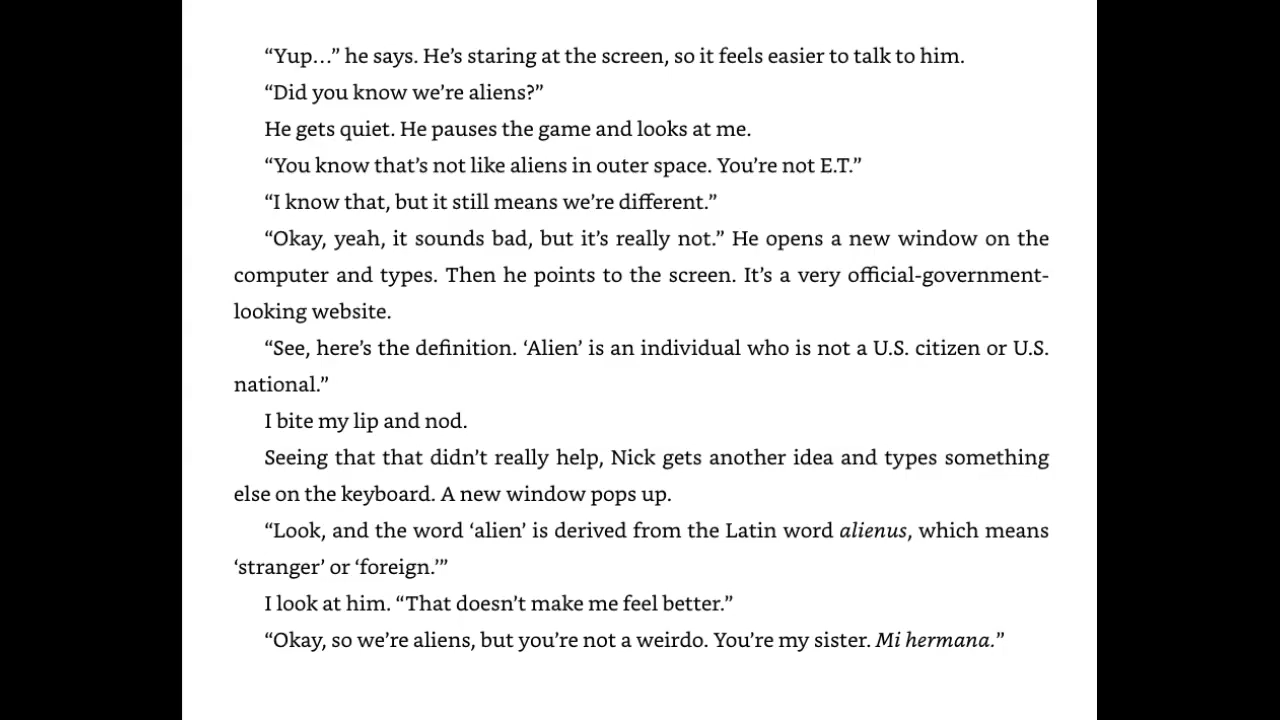 “Yup…” he says. He’s staring at the screen, so it feels easier to talk to him.
“Did you know we’re aliens?”
He gets quiet. He pauses the game and looks at me.
“You know that’s not like aliens in outer space. You’re not E.T.”
“I know that, but it still means we’re different.”
“Okay, yeah, it sounds bad, but it’s really not.” He opens a new window on the
computer and types. Then he points to the screen. It’s a very official-government-
looking website.
“See, here’s the definition. ‘Alien’ is an individual who is not a U.S. citizen or U.S.
national.”
I bite my lip and nod.
Seeing that that didn’t really help, Nick gets another idea and types something
else on the keyboard. A new window pops up.
“Look, and the word ‘alien’ is derived from the Latin word alienus, which means
‘stranger’ or ‘foreign.’”
I look at him. “That doesn’t make me feel better.”
“Okay, so we’re aliens, but you’re not a weirdo. You’re my sister. Mi hermana.”